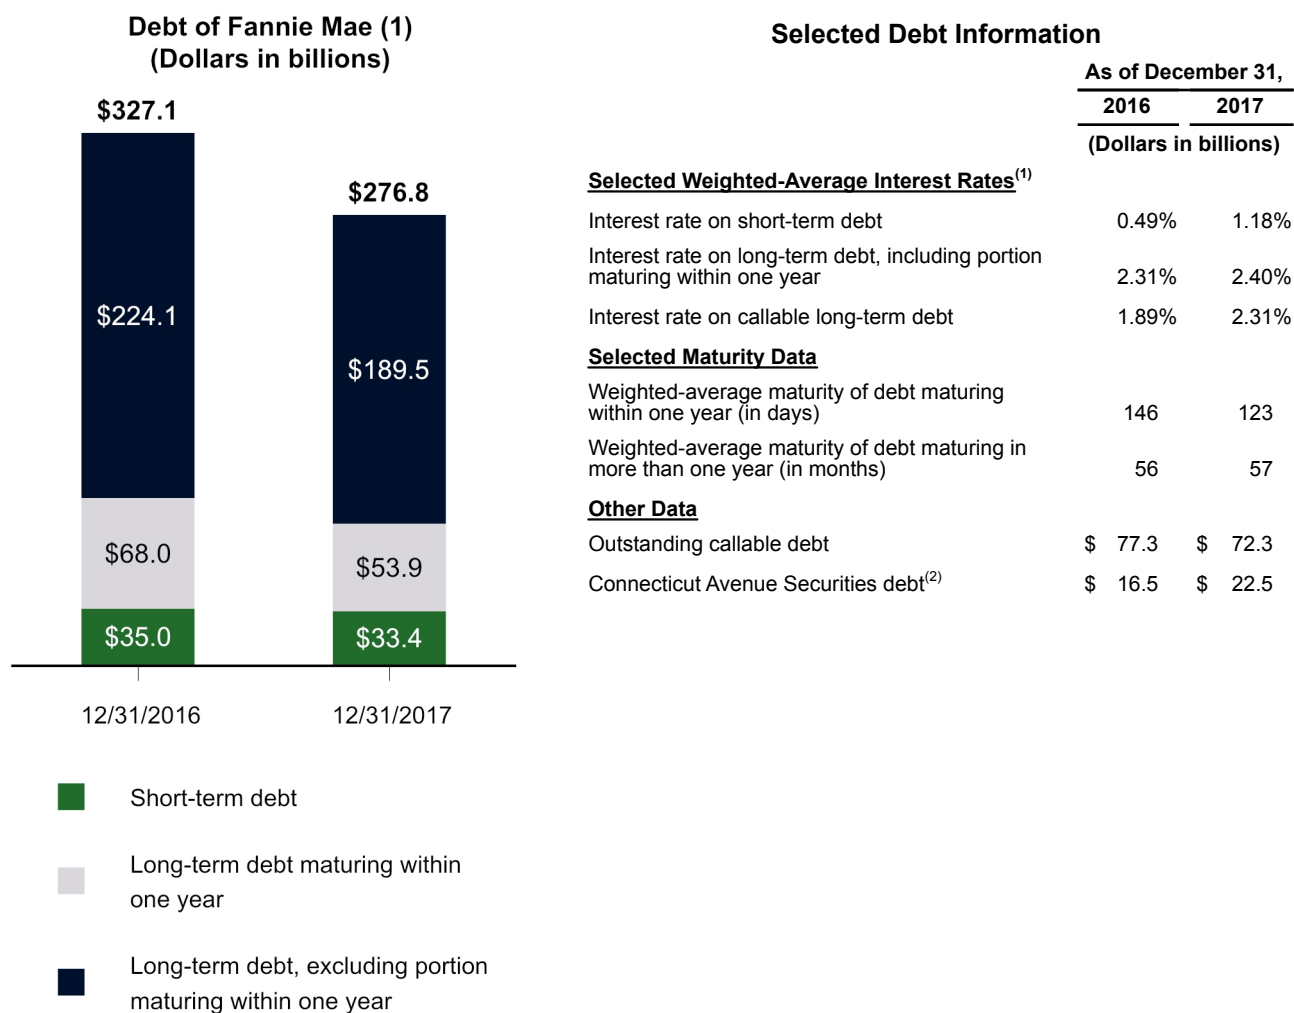 Debt of Fannie Mae (1)
(Dollars in billions)
$327.1
$276.8
$224.1
$189.5
$68.0
$53.9
$35.0
$33.4
12/31/2016
12/31/2017
Short-term debt
Long-term debt maturing within
one year
Long-term debt, excluding portion
maturing within one year
Selected Debt Information
As of December 31,
2016 2017
(Dollars in billions)
Selected Weighted-Average Interest Rates(1)
Interest rate on short-term debt 0.49% 1.18%
Interest rate on long-term debt, including portion
maturing within one year 2.31% 2.40%
Interest rate on callable long-term debt 1.89% 2.31%
Selected Maturity Data
Weighted-average maturity of debt maturing
within one year (in days) 146 123
Weighted-average maturity of debt maturing in
more than one year (in months) 56 57
Other Data
Outstanding callable debt $ 77.3 $ 72.3
Connecticut Avenue Securities debt(2) $ 16.5 $ 22.5